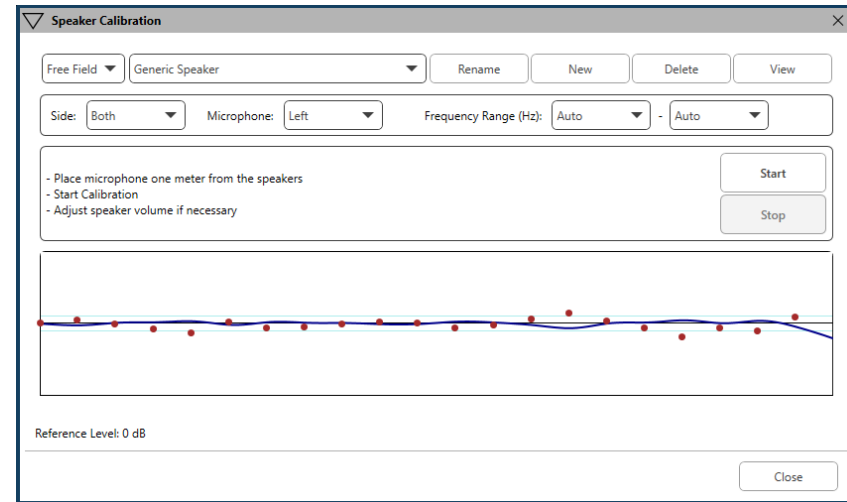 Speaker Calibration
Free Field Generic Speaker Rename New Delete View
Side: Both Microphone: Left Frequency Range (Hz): Auto - Auto
- Place microphone one meter from the speakers
- Start Calibration
- Adjust speaker volume if necessary
Start
Stop
Reference Level: 0 dB
Close